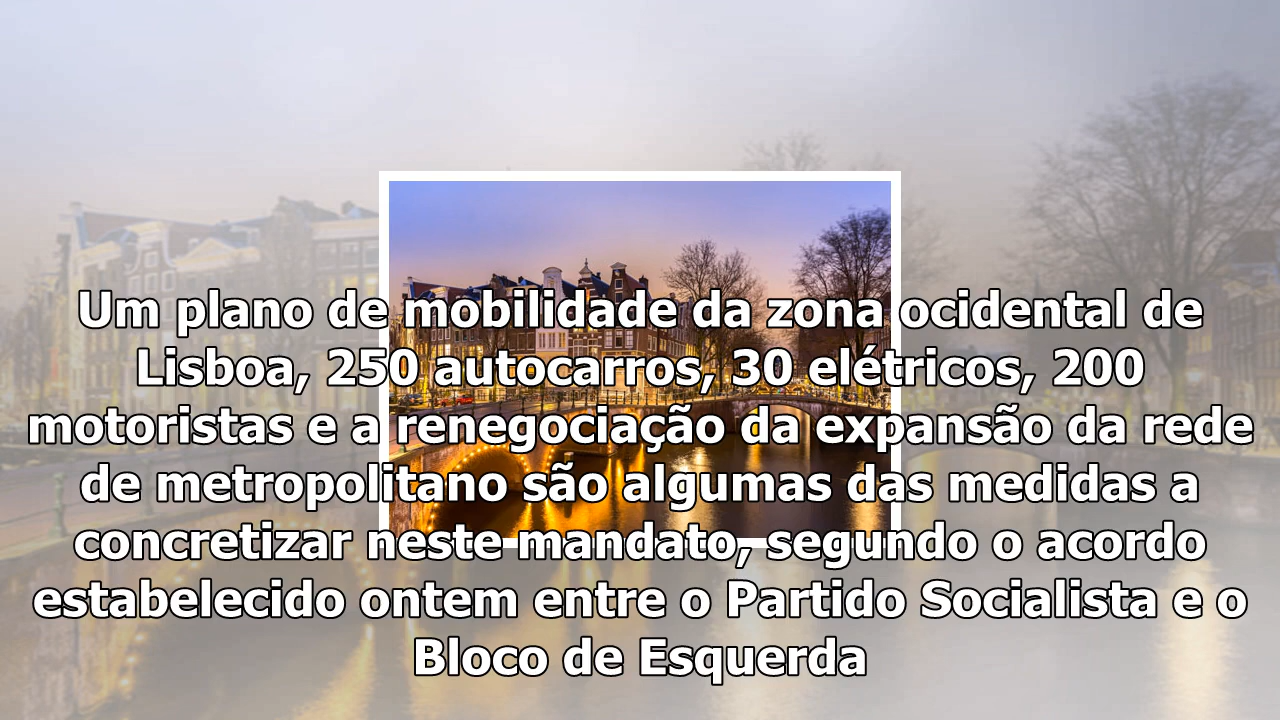 Um plano de mobilidade da zona ocidental de
Lisboa, 250 autocarros, 30 elétricos, 200
motoristas e a renegociação da expansão da rede
de metropolitano são algumas das medidas a
concretizar neste mandato, segundo o acordo
estabelecido ontem entre o Partido Socialista e o
Bloco de Esquerda